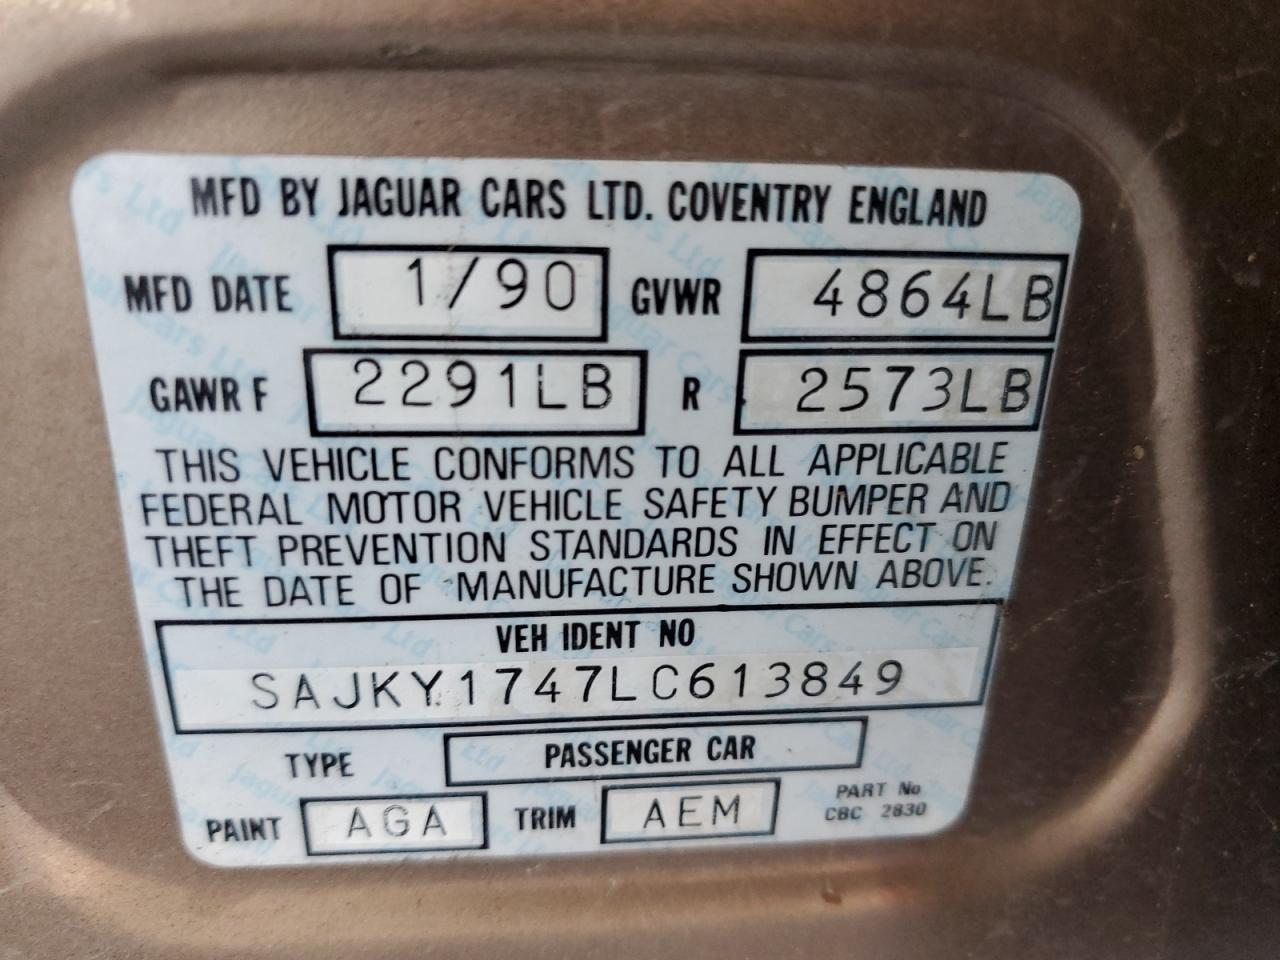 MFD BY JAGUAR CARS LTD. COVENTRY ENGLAND
MFD DATE 1/90 GVWR 4864LB
GAWR F 2291LB R 2573LB
THIS VEHICLE CONFORMS TO ALL APPLICABLE
FEDERAL MOTOR VEHICLE SAFETY BUMPER AND
THEFT PREVENTION STANDARDS IN EFFECT ON
THE DATE OF MANUFACTURE SHOWN ABOVE.
VEH IDENT NO
SAJKY1747LC613849
TYPE PASSENGER CAR
PAINT AGA TRIM AEM PART No
CBC 2830